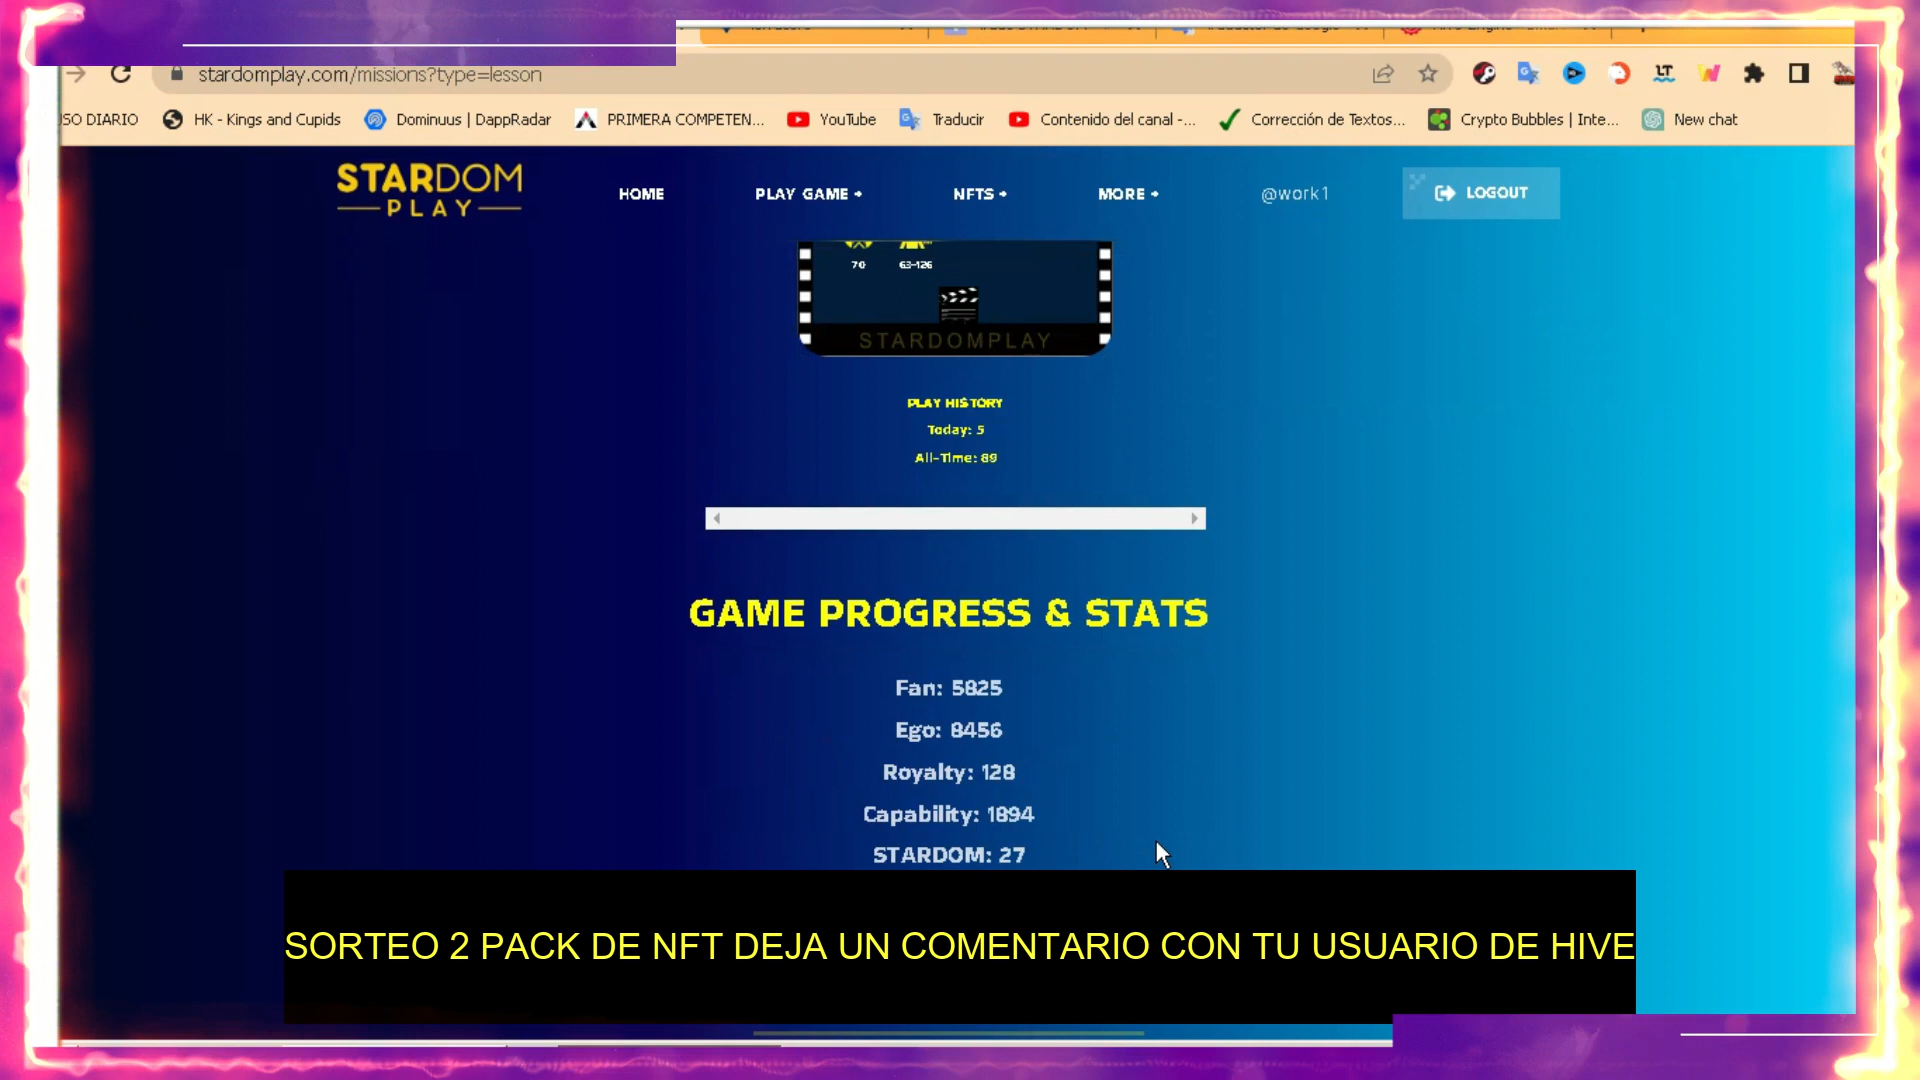 stardomplay.com/missions?type=lesson
USO DIARIO HK - Kings and Cupids Dominuus | DappRadar PRIMERA COMPETEN... YouTube Traducir Contenido del canal -... Corrección de Textos... Crypto Bubbles | Inte... New chat
STARDOM
PLAY
HOME PLAY GAME NFTS MORE @work1 LOGOUT
70 63-126
STARDOMPLAY
PLAY HISTORY
Today: 5
All-Time: 89
GAME PROGRESS & STATS
Fan: 5825
Ego: 8456
Royalty: 128
Capability: 1894
STARDOM: 27
SORTEO 2 PACK DE NFT DEJA UN COMENTARIO CON TU USUARIO DE HIVE